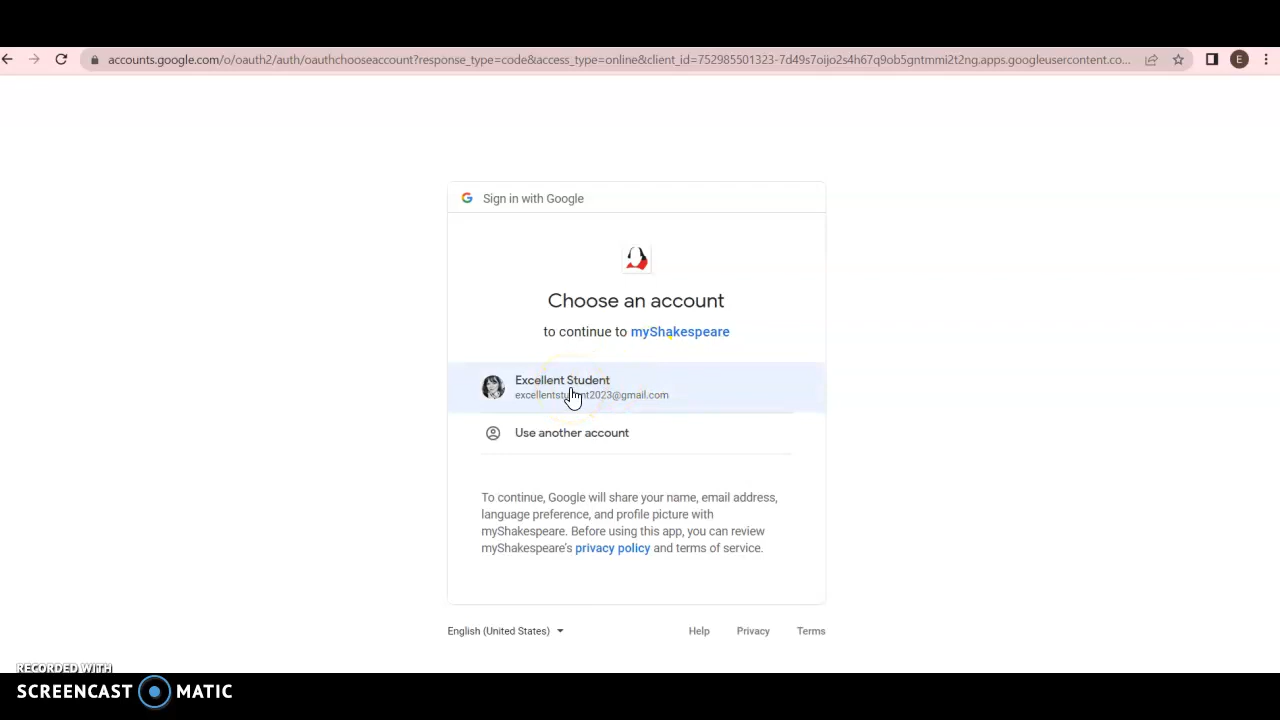 accounts.google.com/o/oauth2/auth/oauthchooseaccount?response_type=code&access_type=online&client_id=752985501323-7d49s7oijo2s4h67q9ob5gntmmi2t2ng.apps.googleusercontent.co...
E
Sign in with Google
Choose an account
to continue to myShakespeare
Excellent Student
excellentstudent2023@gmail.com
Use another account
To continue, Google will share your name, email address,
language preference, and profile picture with
myShakespeare. Before using this app, you can review
myShakespeare's privacy policy and terms of service.
English (United States)
Help
Privacy
Terms
RECORDED WITH
SCREENCAST MATIC